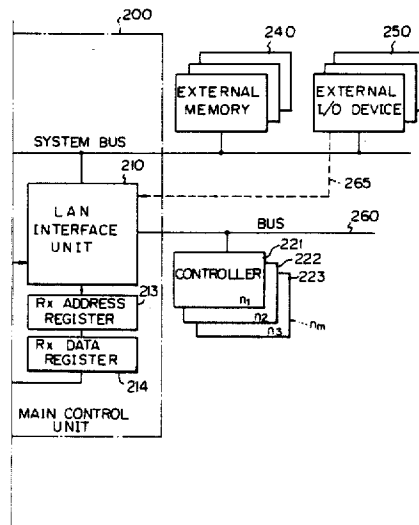 200
240
250
EXTERNAL
MEMORY
EXTERNAL
I/O DEVICE
SYSTEM BUS
210
265
LAN
INTERFACE
UNIT
BUS
260
221
222
223
CONTROLLER
n1
n2
n3
nm
213
Rx ADDRESS
REGISTER
Rx DATA
REGISTER
214
MAIN CONTROL
UNIT